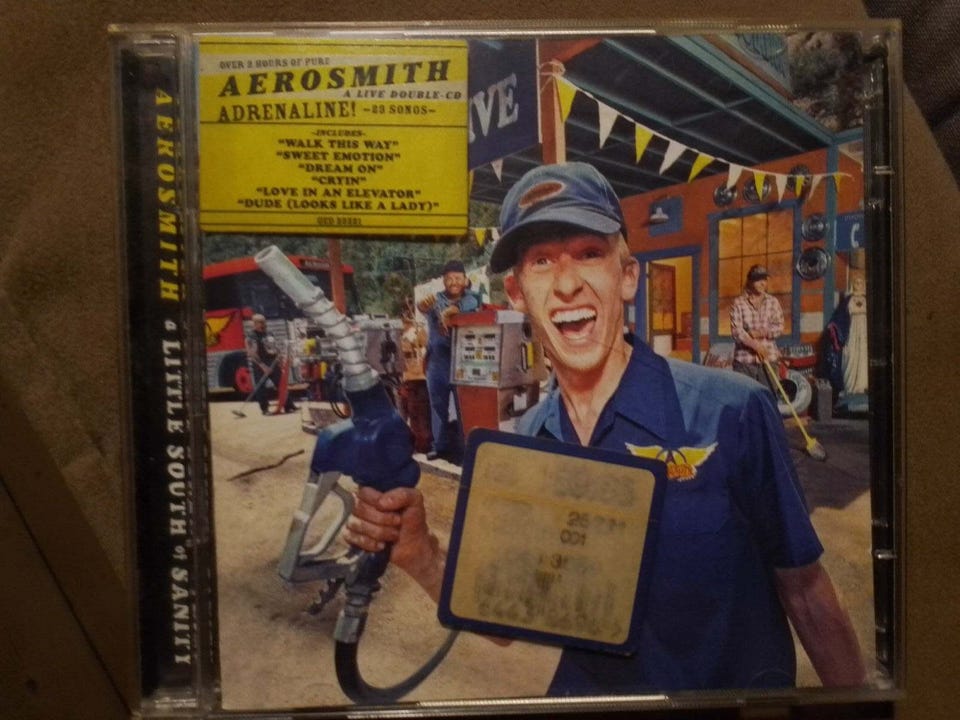 OVER 2 HOURS OF PURE
AEROSMITH
A LIVE DOUBLE-CD
ADRENALINE! -23 SONGS-
-INCLUDES-
"WALK THIS WAY"
"SWEET EMOTION"
"DREAM ON"
"CRYIN"
"LOVE IN AN ELEVATOR"
"DUDE (LOOKS LIKE A LADY)"
AEROSMITH a LITTLE SOUTH of SANITY
001